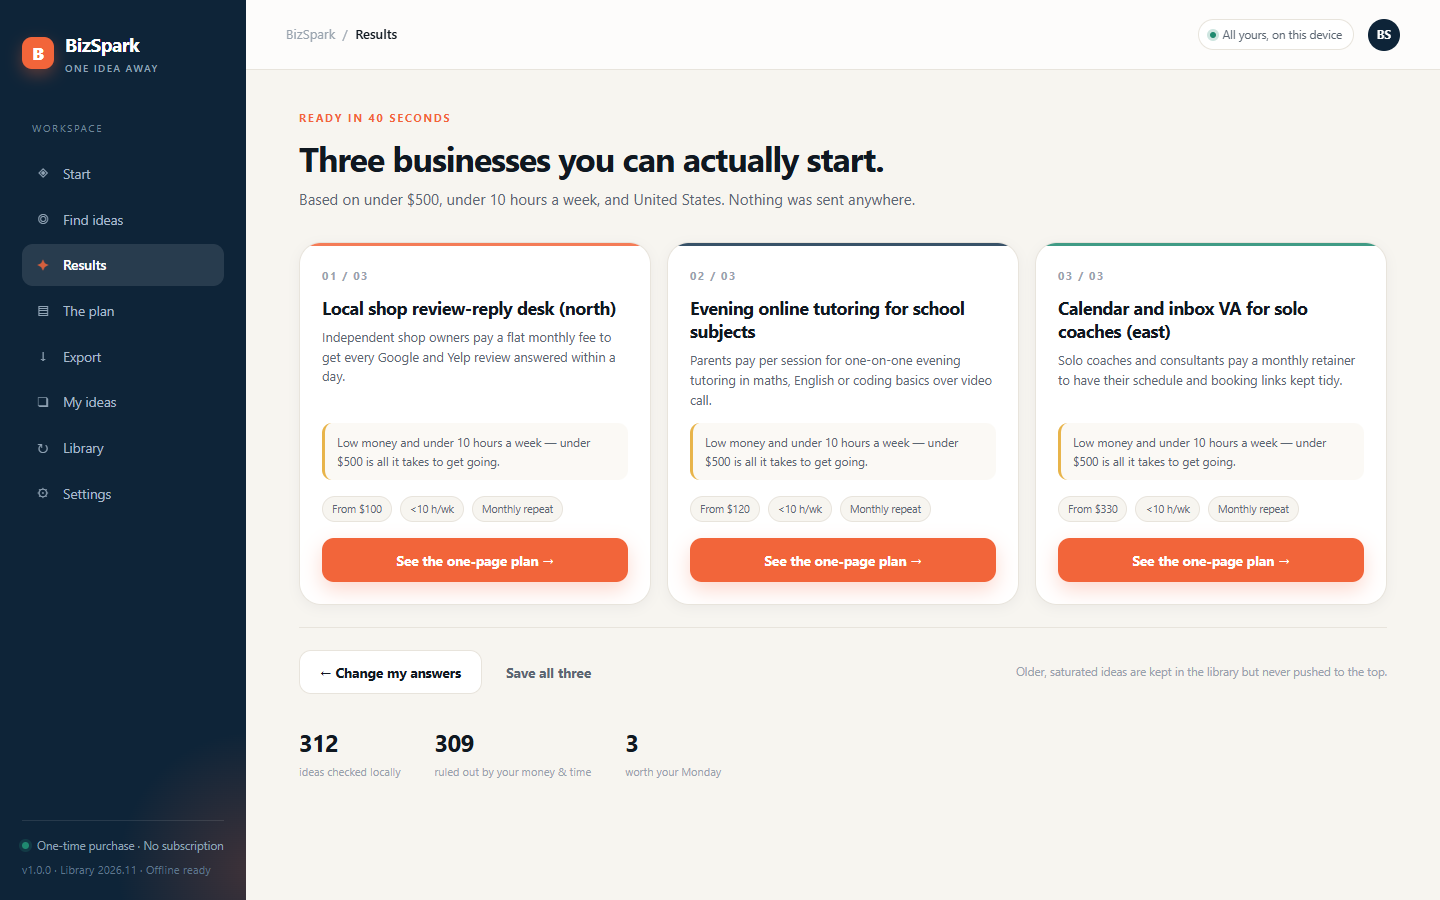 B
BizSpark
ONE IDEA AWAY
WORKSPACE
Start
Find ideas
Results
The plan
Export
My ideas
Library
Settings
One-time purchase · No subscription
v1.0.0 · Library 2026.11 · Offline ready
BizSpark / Results
All yours, on this device
BS
READY IN 40 SECONDS
Three businesses you can actually start.
Based on under $500, under 10 hours a week, and United States. Nothing was sent anywhere.
01 / 03
Local shop review-reply desk (north)
Independent shop owners pay a flat monthly fee to
get every Google and Yelp review answered within a
day.
Low money and under 10 hours a week — under
$500 is all it takes to get going.
From $100
<10 h/wk
Monthly repeat
See the one-page plan →
02 / 03
Evening online tutoring for school
subjects
Parents pay per session for one-on-one evening
tutoring in maths, English or coding basics over video
call.
Low money and under 10 hours a week — under
$500 is all it takes to get going.
From $120
<10 h/wk
Monthly repeat
See the one-page plan →
03 / 03
Calendar and inbox VA for solo
coaches (east)
Solo coaches and consultants pay a monthly retainer
to have their schedule and booking links kept tidy.
Low money and under 10 hours a week — under
$500 is all it takes to get going.
From $330
<10 h/wk
Monthly repeat
See the one-page plan →
← Change my answers
Save all three
Older, saturated ideas are kept in the library but never pushed to the top.
312
ideas checked locally
309
ruled out by your money & time
3
worth your Monday